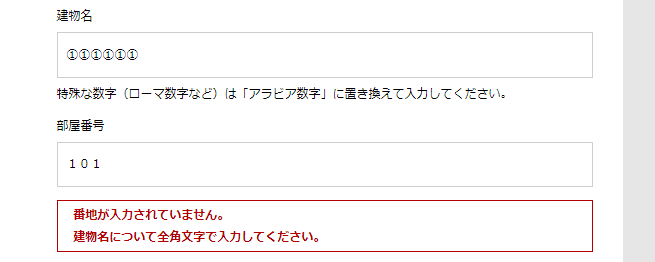 建物名
①①①①①①
特殊な数字（ローマ数字など）は「アラビア数字」に置き換えて入力してください。
部屋番号
１０１
番地が入力されていません。
建物名について全角文字で入力してください。